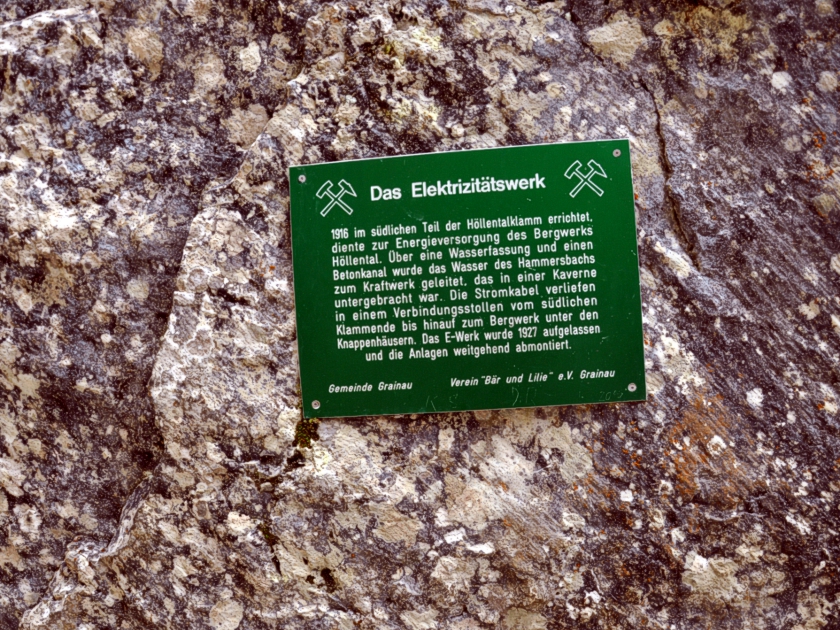 Das Elektrizitätswerk
1916 im südlichen Teil der Höllentalklamm errichtet,
diente zur Energieversorgung des Bergwerks
Höllental. Über eine Wasserfassung und einen
Betonkanal wurde das Wasser des Hammersbachs
zum Kraftwerk geleitet, das in einer Kaverne
untergebracht war. Die Stromkabel verliefen
in einem Verbindungsstollen vom südlichen
Klammende bis hinauf zum Bergwerk unter den
Knappenhäusern. Das E-Werk wurde 1927 aufgelassen
und die Anlagen weitgehend abmontiert.
Gemeinde Grainau Verein "Bär und Lilie" e.V. Grainau